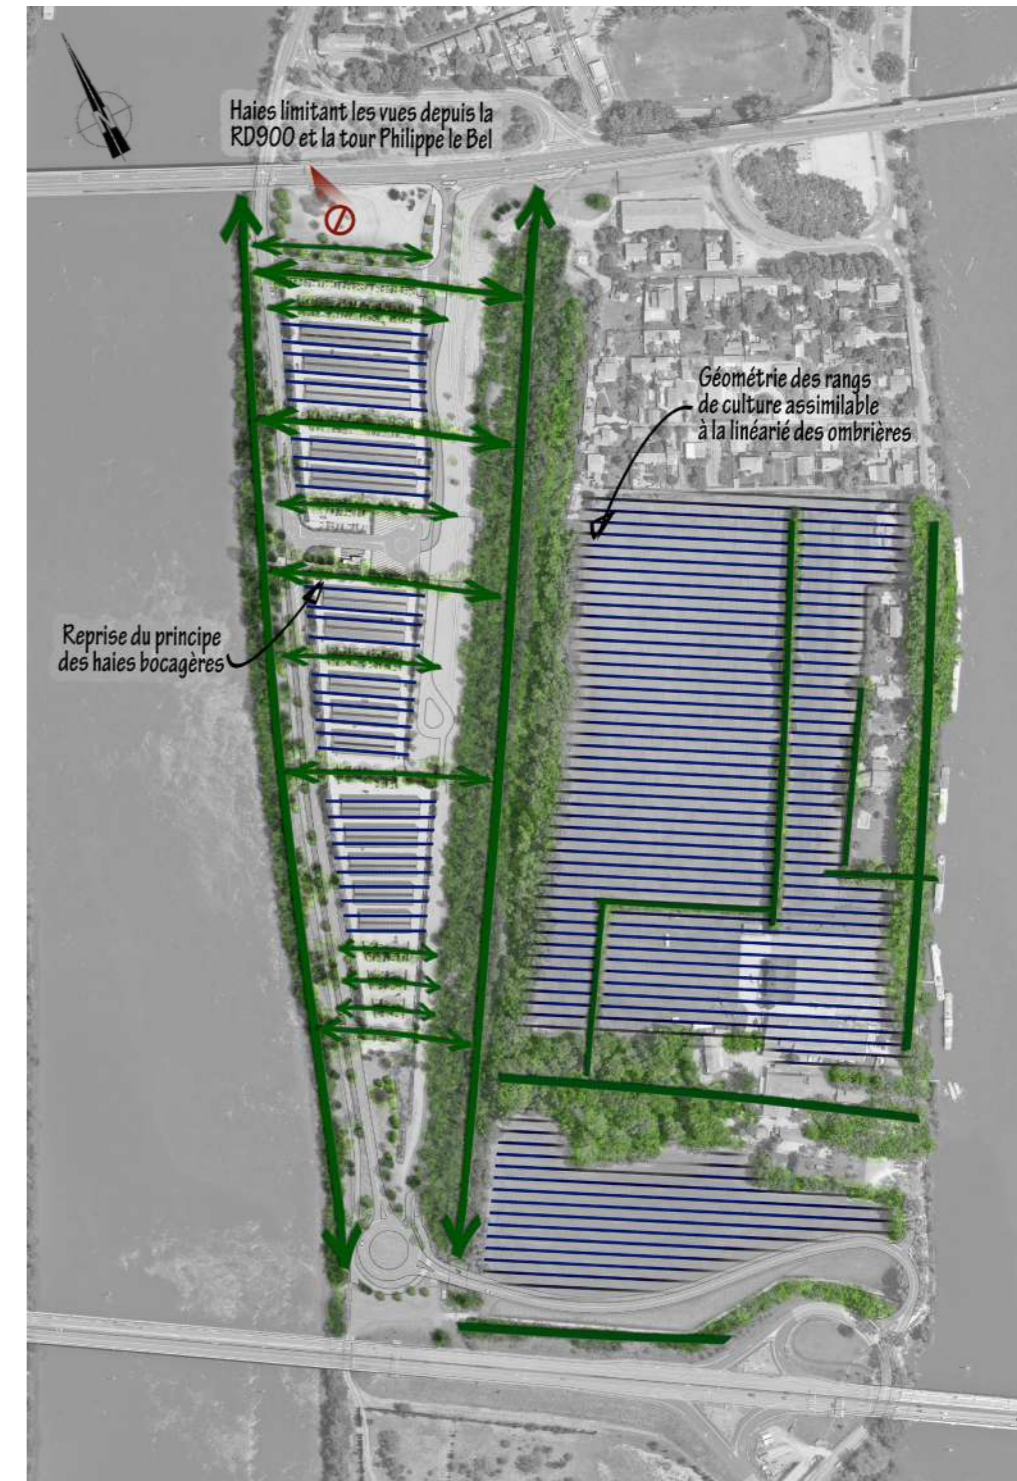 Haies limitant les vues depuis la
RD900 et la tour Philippe le Bel
Géométrie des rangs
de culture assimilable
à la linéarié des ombrières
Reprise du principe
des haies bocagères